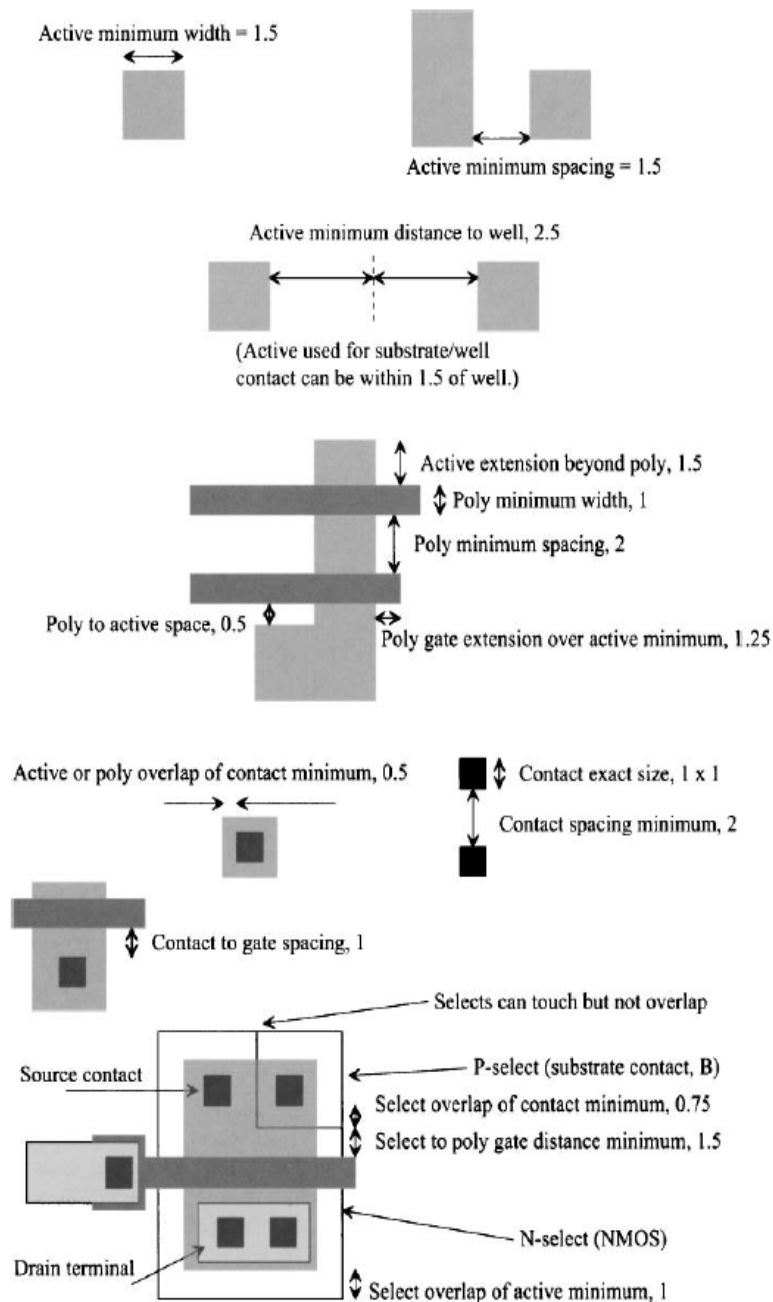 Active minimum width = 1.5
Active minimum spacing = 1.5
Active minimum distance to well, 2.5
(Active used for substrate/well
contact can be within 1.5 of well.)
Active extension beyond poly, 1.5
Poly minimum width, 1
Poly minimum spacing, 2
Poly to active space, 0.5
Poly gate extension over active minimum, 1.25
Active or poly overlap of contact minimum, 0.5
Contact exact size, 1 x 1
Contact spacing minimum, 2
Contact to gate spacing, 1
Selects can touch but not overlap
Source contact
P-select (substrate contact, B)
Select overlap of contact minimum, 0.75
Select to poly gate distance minimum, 1.5
N-select (NMOS)
Drain terminal
Select overlap of active minimum, 1